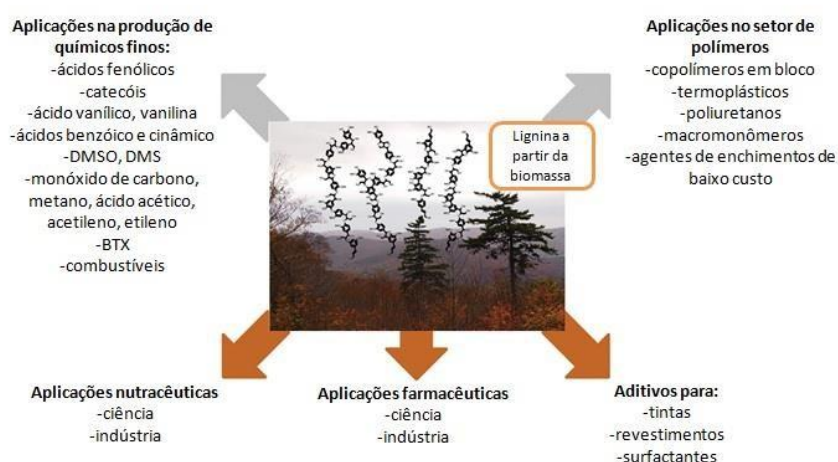 Aplicações na produção de
químicos finos:
-ácidos fenólicos
-catecóis
-ácido vanílico, vanilina
-ácidos benzóico e cinâmico
-DMSO, DMS
-monóxido de carbono,
metano, ácido acético,
acetileno, etileno
-BTX
-combustíveis
Aplicações no setor de
polímeros
-copolímeros em bloco
-termoplásticos
-poliuretanos
-macromonômeros
-agentes de enchimentos de
baixo custo
Lignina a
partir da
biomassa
Aplicações nutracêuticas
-ciência
-indústria
Aplicações farmacêuticas
-ciência
-indústria
Aditivos para:
-tintas
-revestimentos
-surfactantes